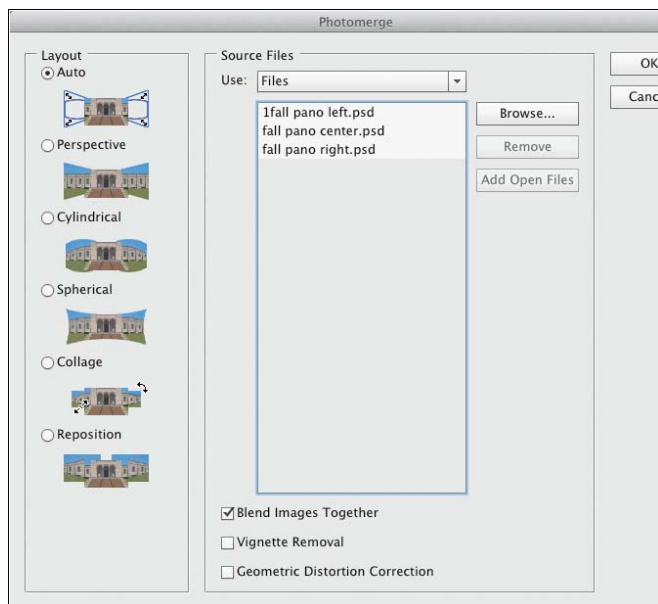 Photomerge
Layout
Auto
Perspective
Cylindrical
Spherical
Collage
Reposition
Source Files
Use: Files
1fall pano left.psd
fall pano center.psd
fall pano right.psd
Browse...
Remove
Add Open Files
Blend Images Together
Vignette Removal
Geometric Distortion Correction
OK
Canc